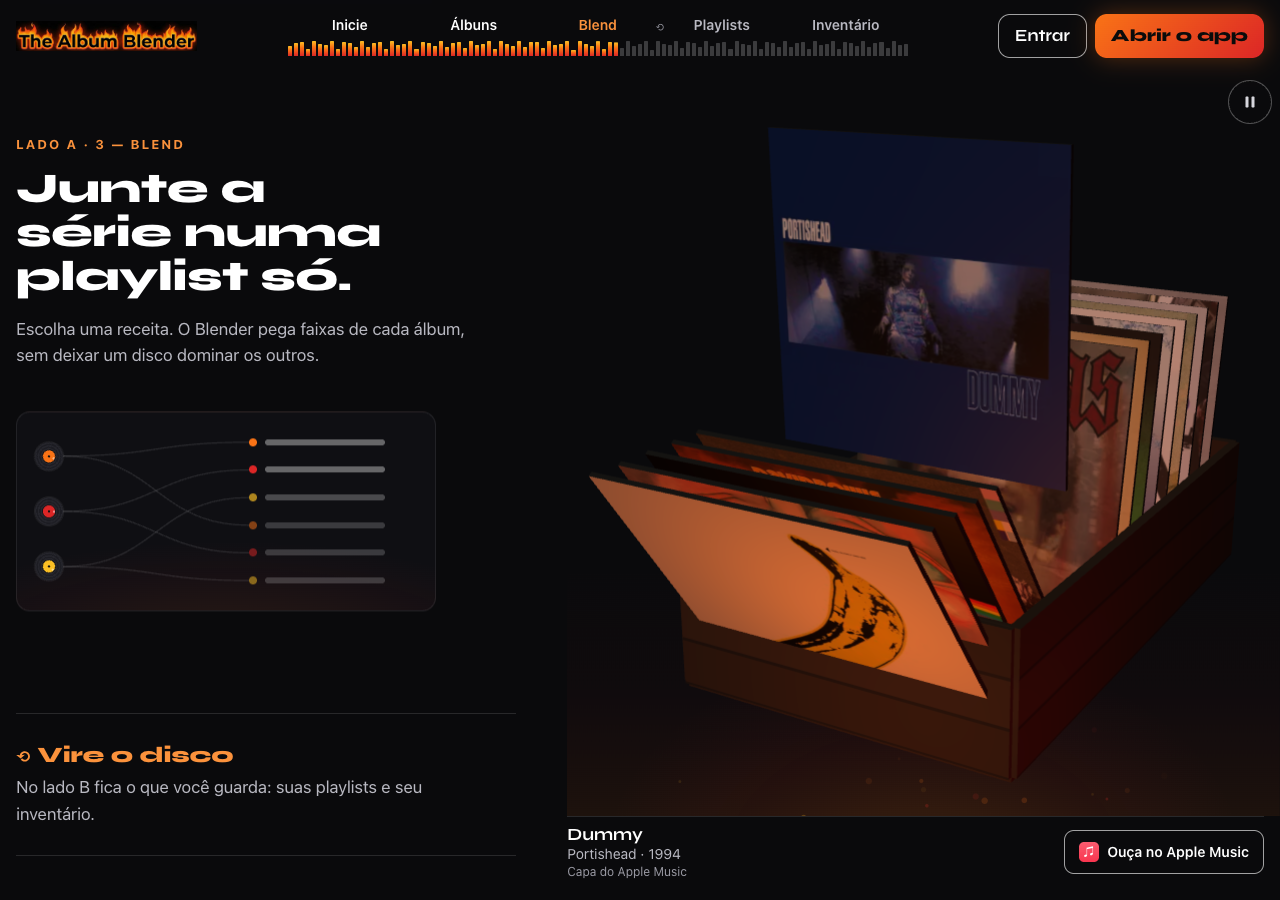 The Album Blender
Inicie
Álbuns
Blend
Playlists
Inventário
Entrar
Abrir o app
LADO A · 3 — BLEND
Junte a
série numa
playlist só.
Escolha uma receita. O Blender pega faixas de cada álbum,
sem deixar um disco dominar os outros.
PORTISHEAD
DUMMY
⟲ Vire o disco
No lado B fica o que você guarda: suas playlists e seu
inventário.
Dummy
Portishead · 1994
Capa do Apple Music
Ouça no Apple Music